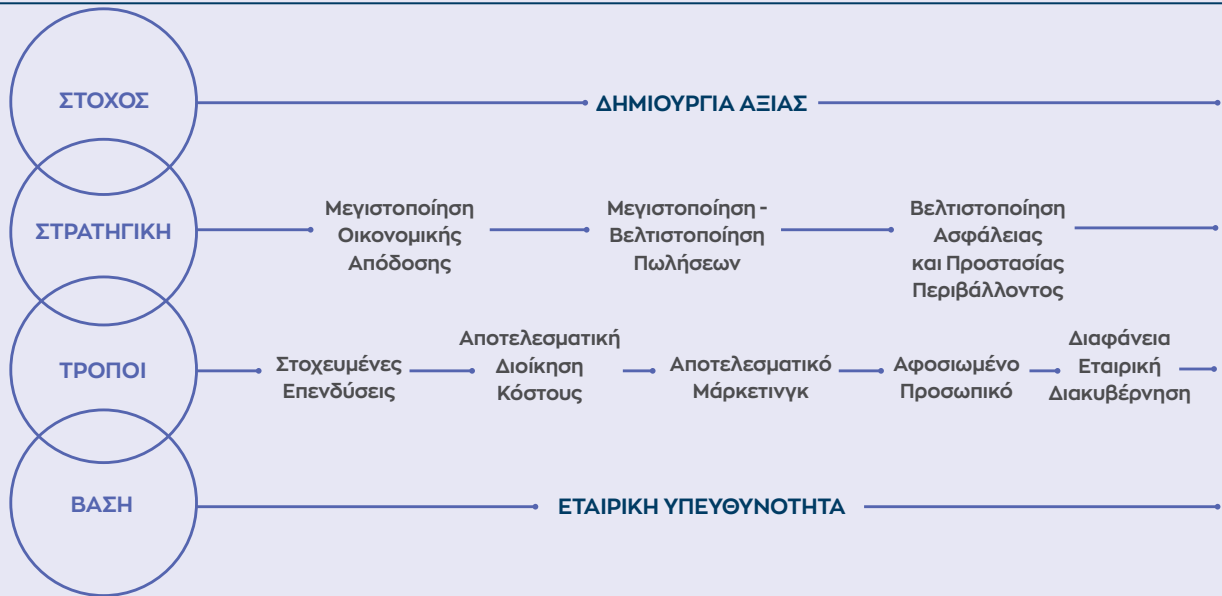 ΣΤΟΧΟΣ
ΔΗΜΙΟΥΡΓΙΑ ΑΞΙΑΣ
ΣΤΡΑΤΗΓΙΚΗ
Μεγιστοποίηση
Οικονομικής
Απόδοσης
Μεγιστοποίηση -
Βελτιστοποίηση
Πωλήσεων
Βελτιστοποίηση
Ασφάλειας
και Προστασίας
Περιβάλλοντος
ΤΡΟΠΟΙ
Στοχευμένες
Επενδύσεις
Αποτελεσματική
Διοίκηση
Κόστους
Αποτελεσματικό
Μάρκετινγκ
Αφοσιωμένο
Προσωπικό
Διαφάνεια
Εταιρική
Διακυβέρνηση
ΒΑΣΗ
ΕΤΑΙΡΙΚΗ ΥΠΕΥΘΥΝΟΤΗΤΑ